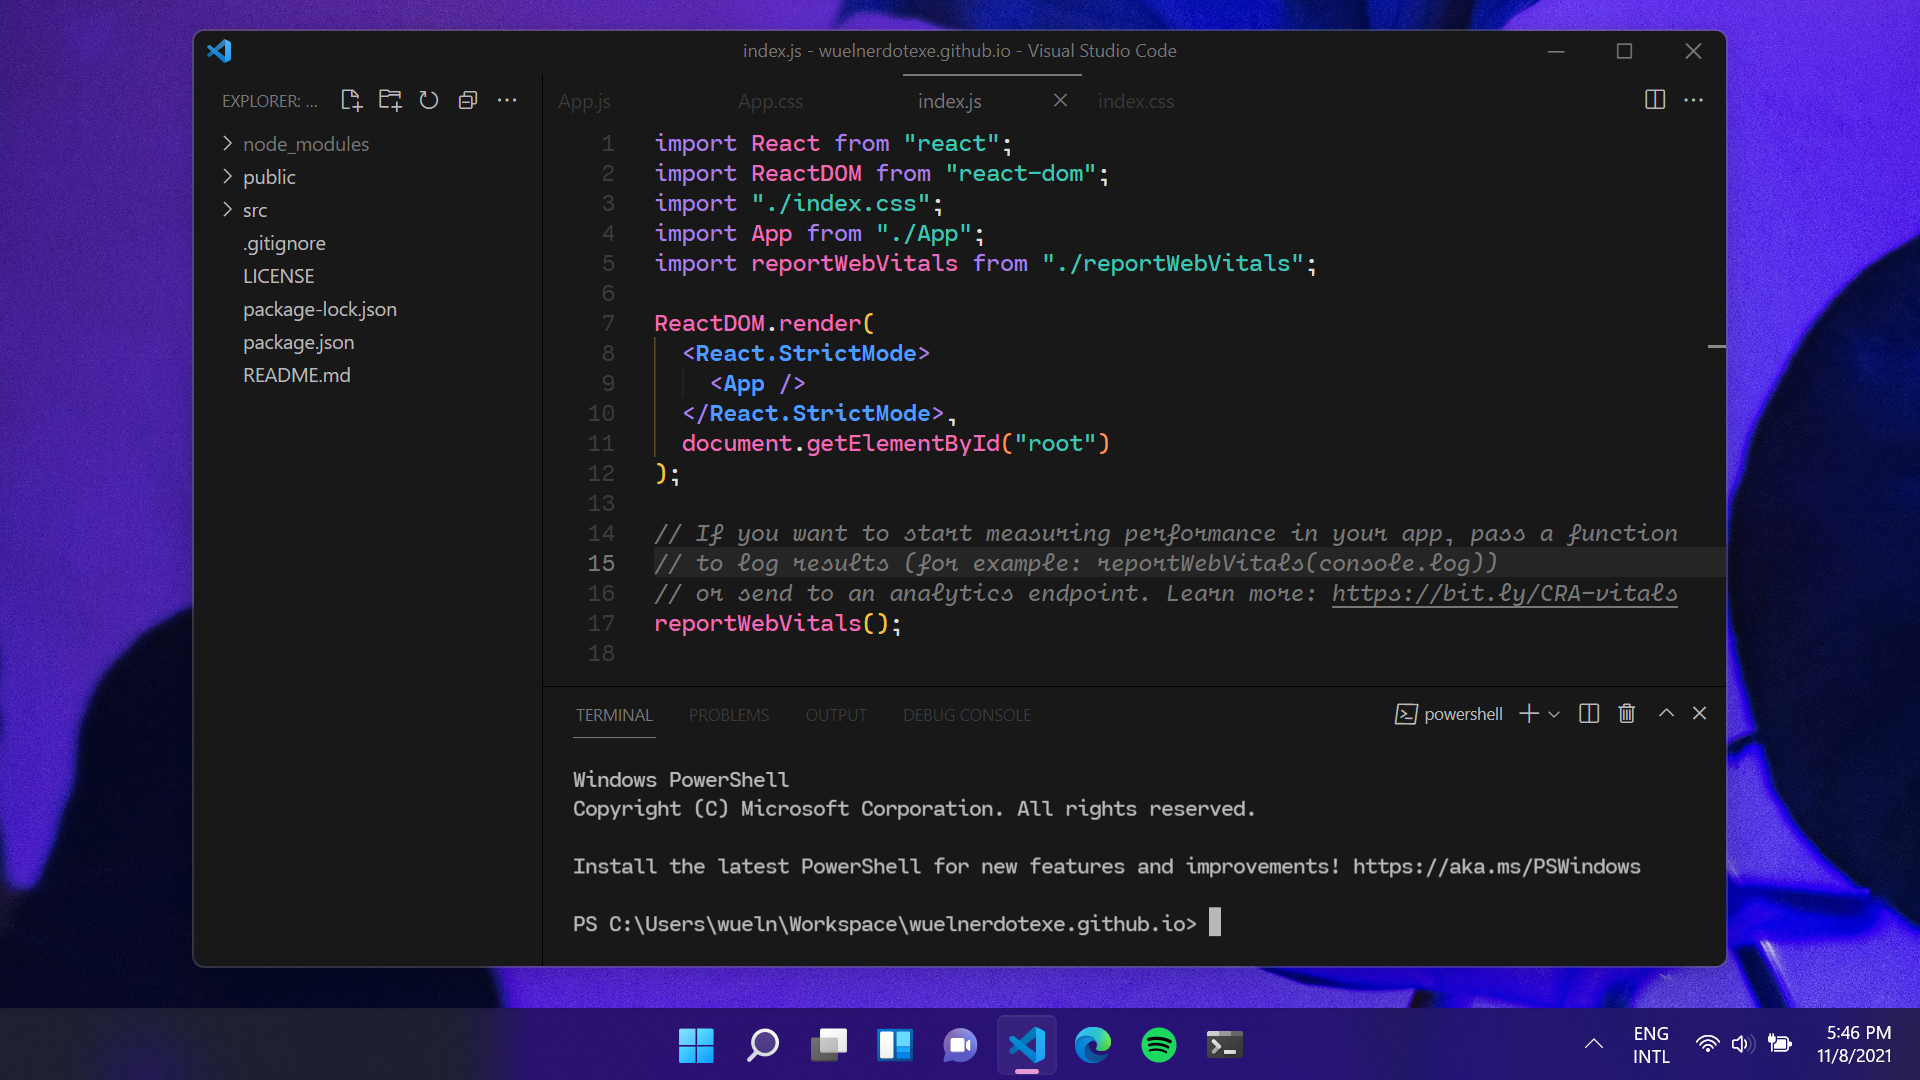 index.js - wuelnerdotexe.github.io - Visual Studio Code
EXPLORER: ...
node_modules
public
src
.gitignore
LICENSE
package-lock.json
package.json
README.md
App.js App.css index.js index.css
1 import React from "react";
2 import ReactDOM from "react-dom";
3 import "./index.css";
4 import App from "./App";
5 import reportWebVitals from "./reportWebVitals";
6
7 ReactDOM.render(
8 <React.StrictMode>
9 <App />
10 </React.StrictMode>,
11 document.getElementById("root")
12 );
13
14 // If you want to start measuring performance in your app, pass a function
15 // to log results (for example: reportWebVitals(console.log))
16 // or send to an analytics endpoint. Learn more: https://bit.ly/CRA-vitals
17 reportWebVitals();
18
TERMINAL PROBLEMS OUTPUT DEBUG CONSOLE powershell
Windows PowerShell
Copyright (C) Microsoft Corporation. All rights reserved.
Install the latest PowerShell for new features and improvements! https://aka.ms/PSWindows
PS C:\Users\wueln\Workspace\wuelnerdotexe.github.io>
ENG
INTL
5:46 PM
11/8/2021